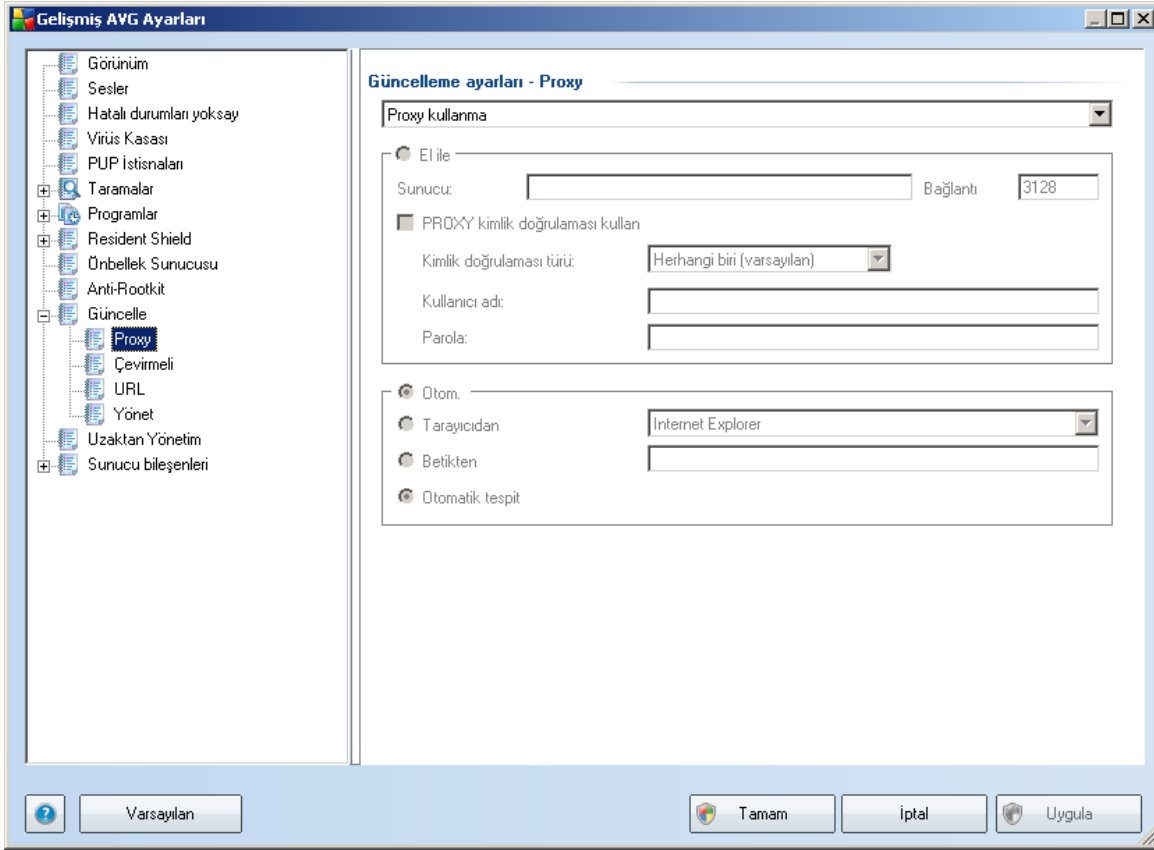 Gelişmiş AVG Ayarları
Görünüm
Sesler
Hatalı durumları yoksay
Virüs Kasası
PUP İstisnaları
Taramalar
Programlar
Resident Shield
Önbellek Sunucusu
Anti-Rootkit
Güncelle
Proxy
Çevirmeli
URL
Yönet
Uzaktan Yönetim
Sunucu bileşenleri
Güncelleme ayarları - Proxy
Proxy kullanma
El ile
Sunucu: Bağlantı 3128
PROXY kimlik doğrulaması kullan
Kimlik doğrulaması türü: Herhangi biri (varsayılan)
Kullanıcı adı:
Parola:
Otom.
Tarayıcıdan Internet Explorer
Betikten
Otomatik tespit
Varsayılan Tamam İptal Uygula